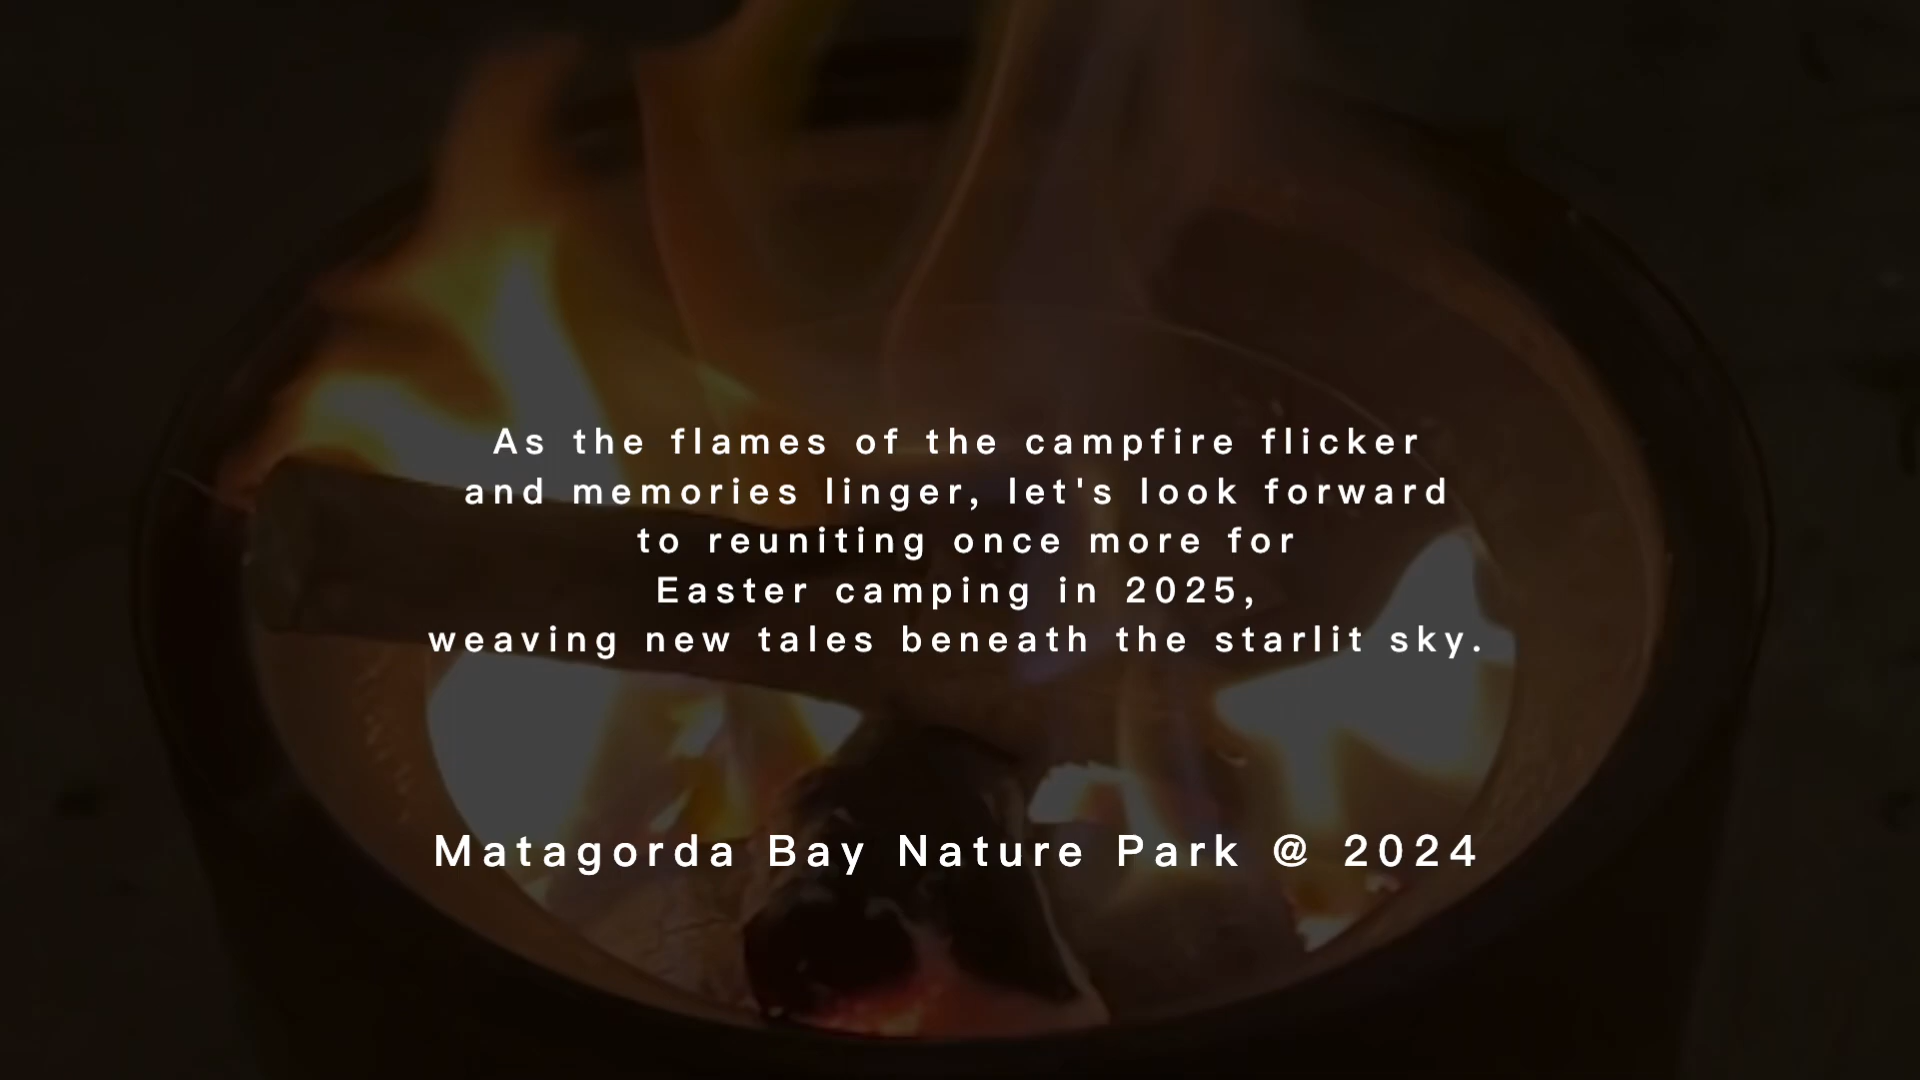 As the flames of the campfire flicker
and memories linger, let's look forward
to reuniting once more for
Easter camping in 2025,
weaving new tales beneath the starlit sky.
Matagorda Bay Nature Park @ 2024